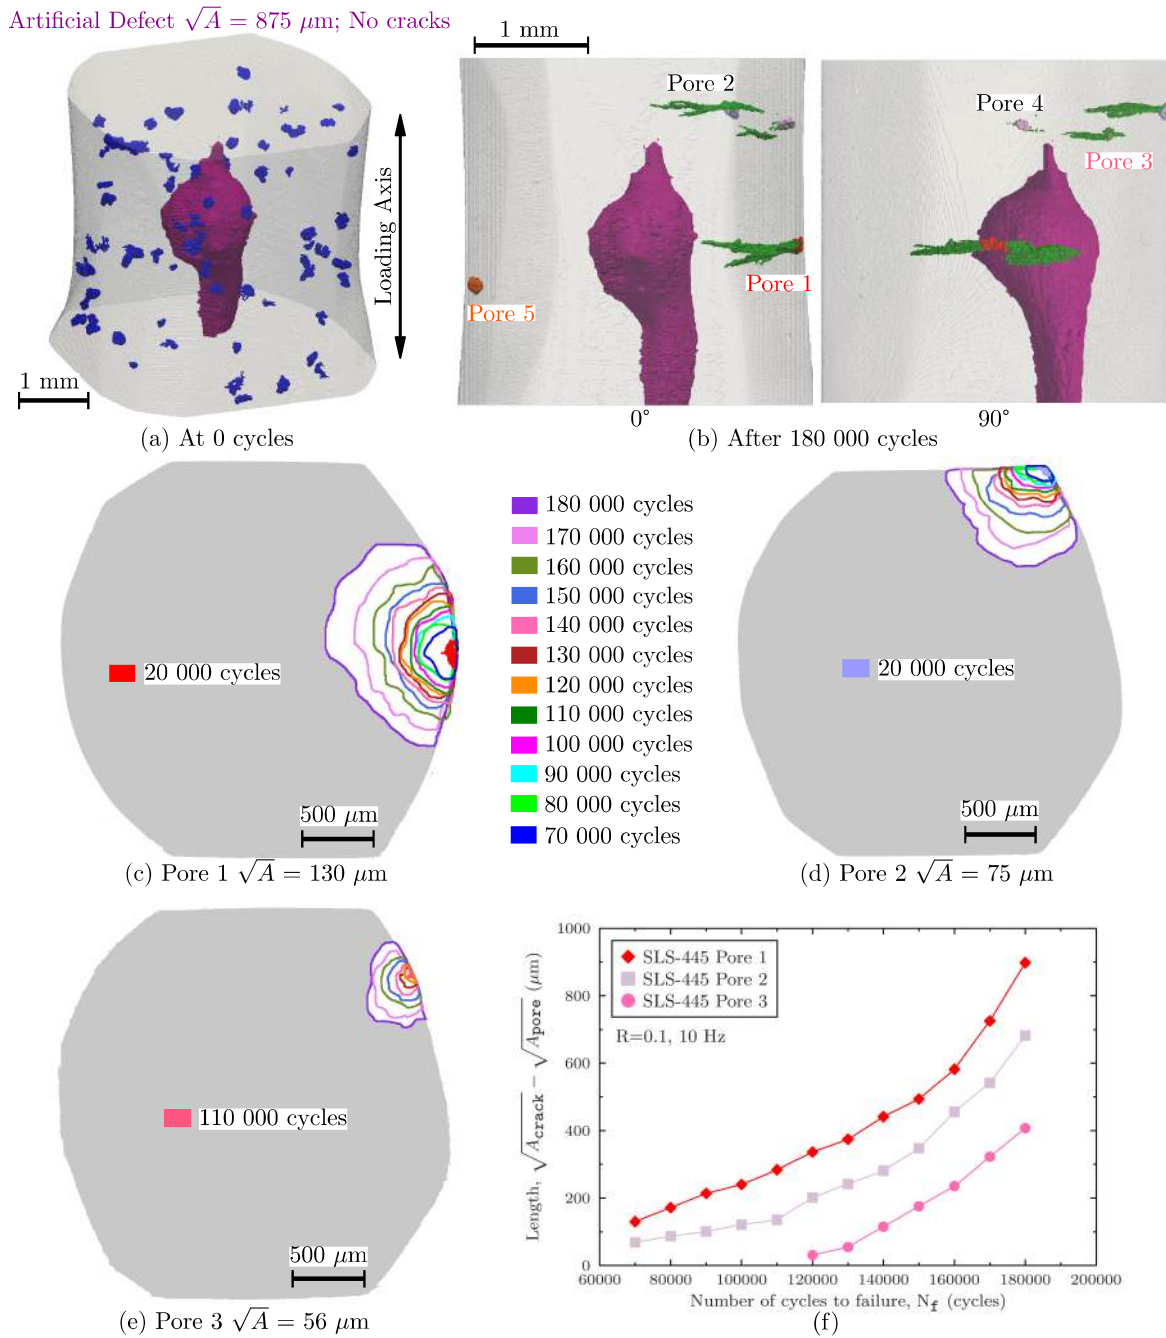 Artificial Defect √A = 875 μm; No cracks
1 mm
Loading Axis
1 mm
Pore 2
Pore 1
Pore 5
Pore 4
Pore 3
0°
90°
(a) At 0 cycles
(b) After 180 000 cycles
20 000 cycles
500 μm
(c) Pore 1 √A = 130 μm
180 000 cycles
170 000 cycles
160 000 cycles
150 000 cycles
140 000 cycles
130 000 cycles
120 000 cycles
110 000 cycles
100 000 cycles
90 000 cycles
80 000 cycles
70 000 cycles
20 000 cycles
500 μm
(d) Pore 2 √A = 75 μm
110 000 cycles
500 μm
(e) Pore 3 √A = 56 μm
Length, √Acrack − √Apore (μm)
1000
800
600
400
200
0
SLS-445 Pore 1
SLS-445 Pore 2
SLS-445 Pore 3
R=0.1, 10 Hz
60000 80000 100000 120000 140000 160000 180000 200000
Number of cycles to failure, Nf (cycles)
(f)